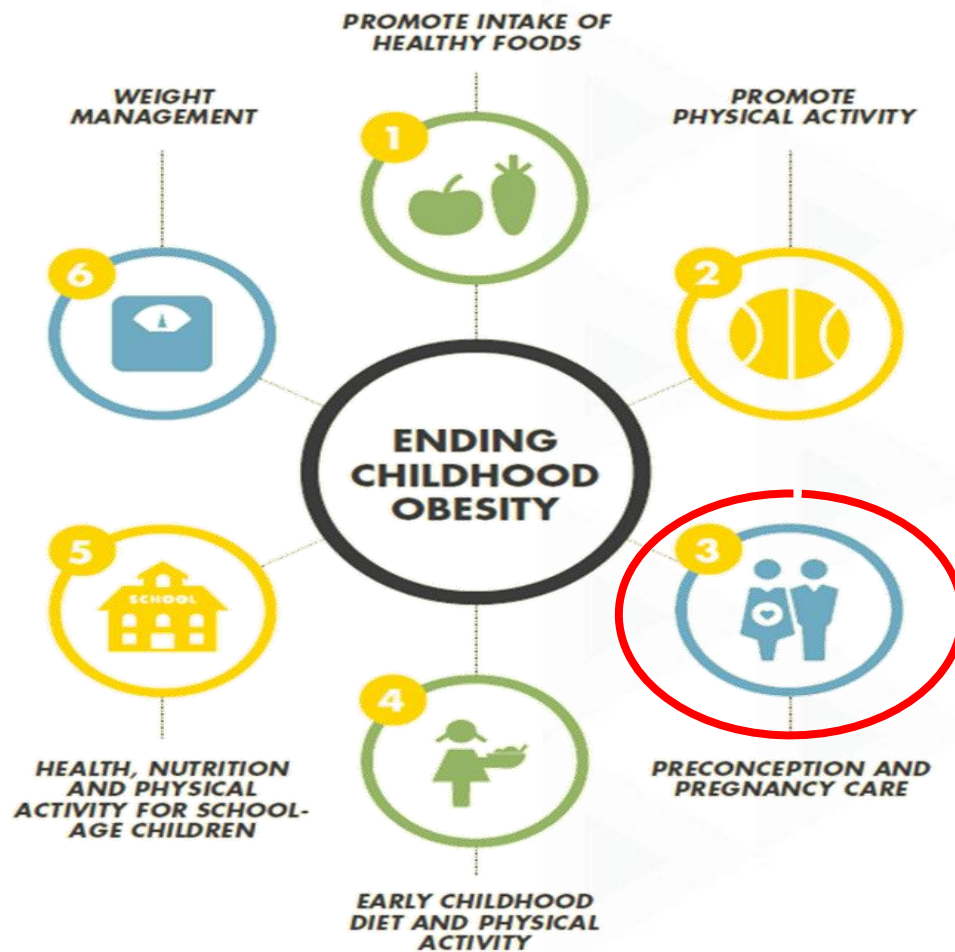 PROMOTE INTAKE OF
HEALTHY FOODS
1
PROMOTE
PHYSICAL ACTIVITY
2
PRECONCEPTION AND
PREGNANCY CARE
3
EARLY CHILDHOOD
DIET AND PHYSICAL
ACTIVITY
4
HEALTH, NUTRITION
AND PHYSICAL
ACTIVITY FOR SCHOOL-
AGE CHILDREN
5
SCHOOL
WEIGHT
MANAGEMENT
6
ENDING
CHILDHOOD
OBESITY